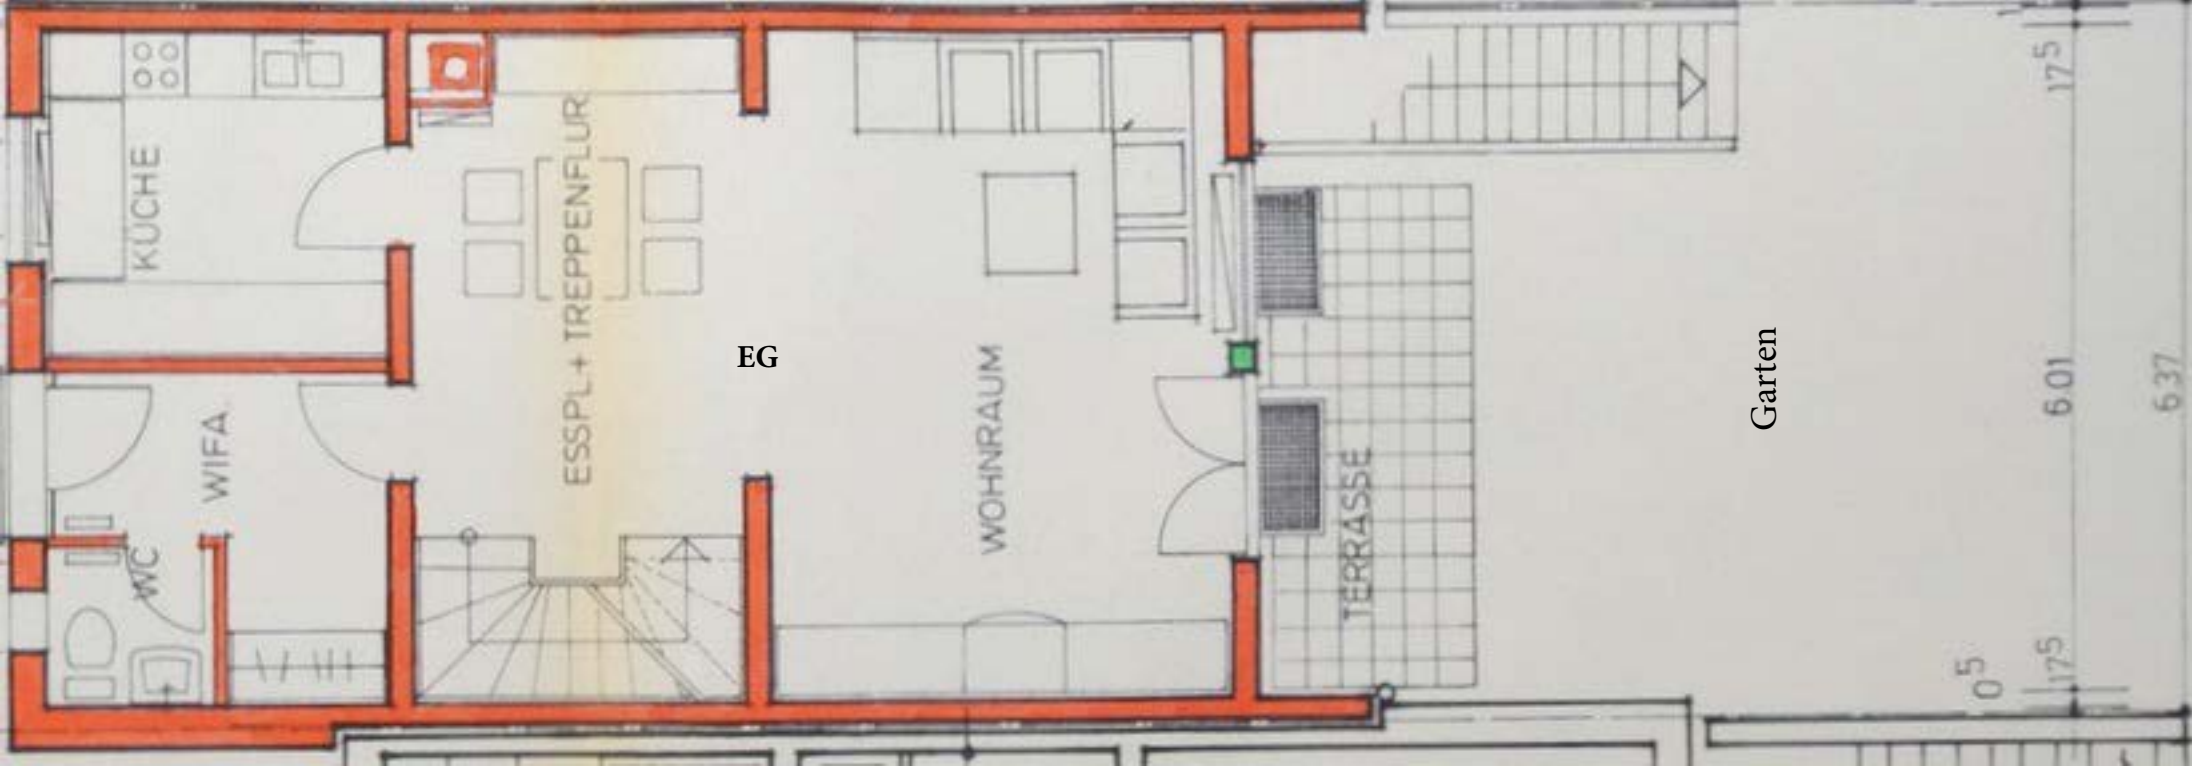 KÜCHE
ESSPL.+ TREPPENFLUR
EG
WIFA
WC
WOHNRAUM
TERRASSE
Garten
17⁵
6.01
6.37
17⁵
0⁵